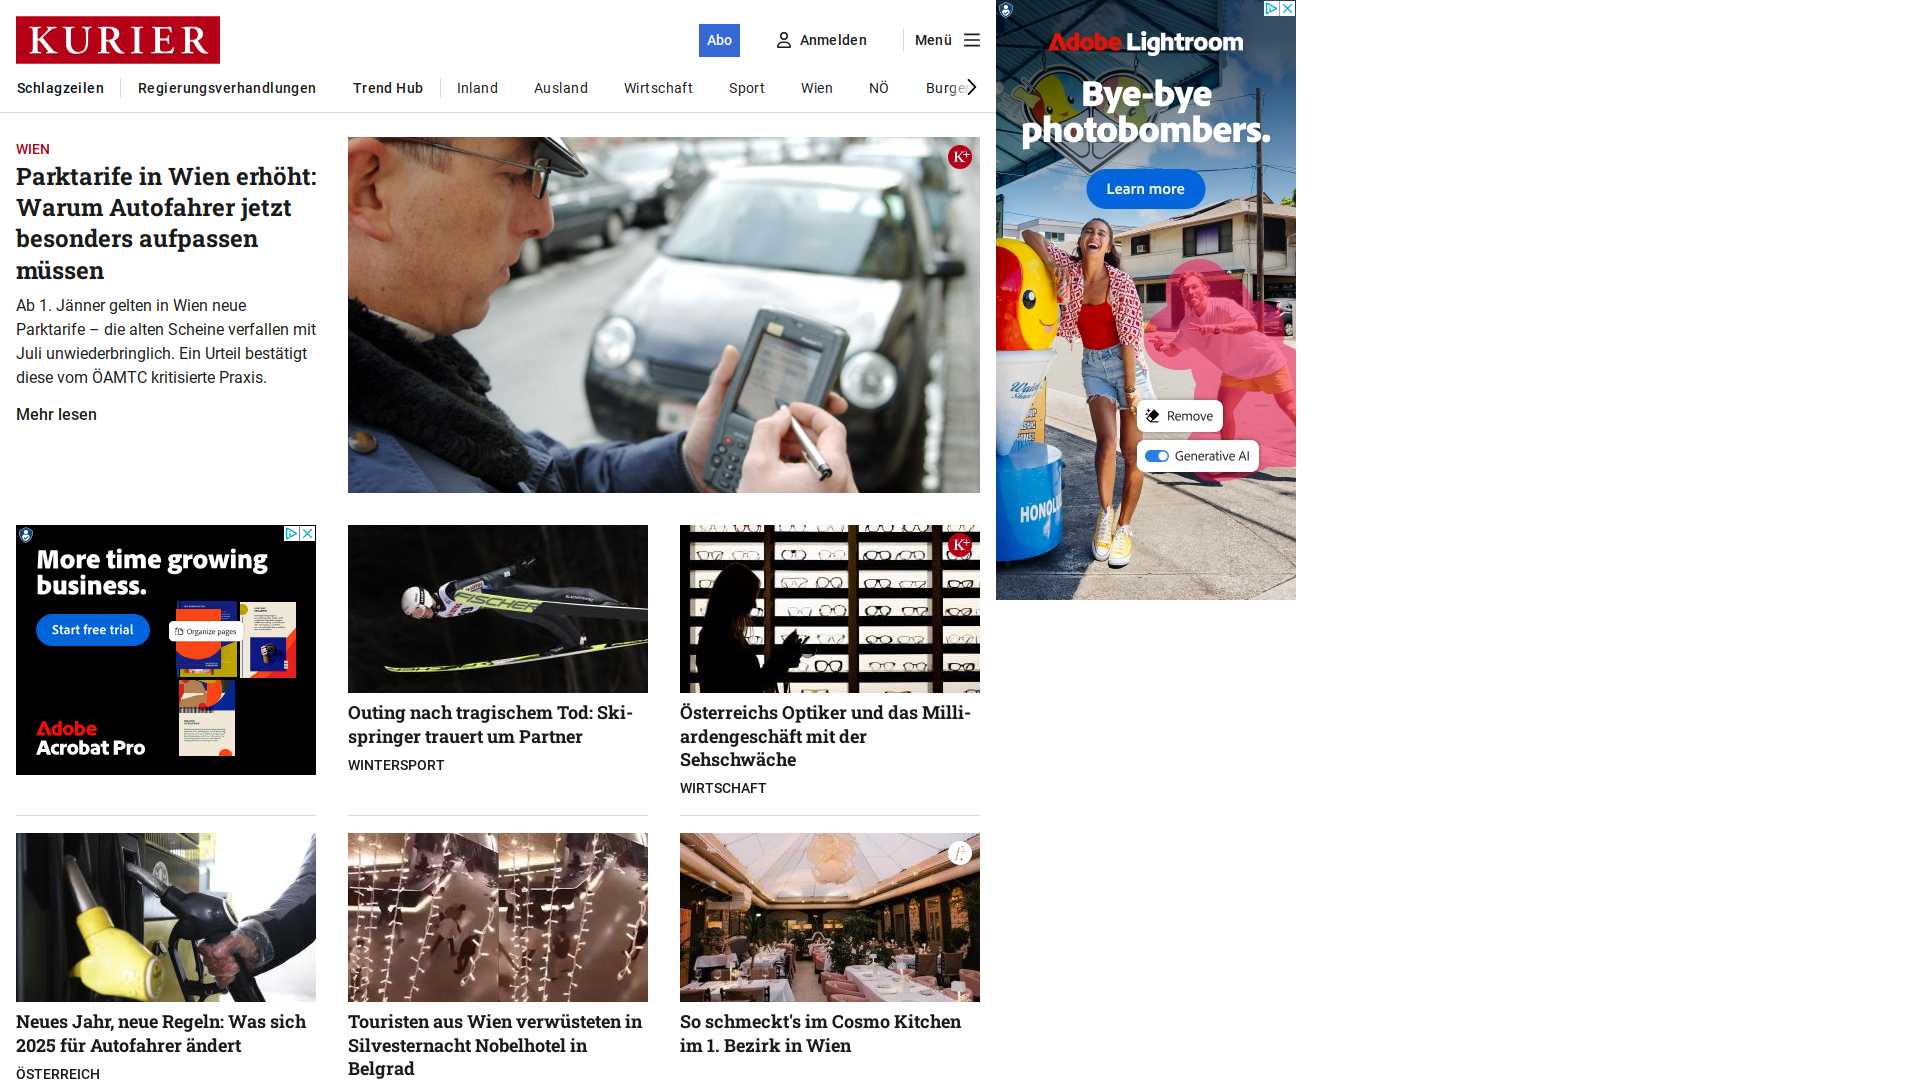 KURIER
Abo
Anmelden
Menü
Schlagzeilen
Regierungsverhandlungen
Trend Hub
Inland
Ausland
Wirtschaft
Sport
Wien
NÖ
WIEN
Parktarife in Wien erhöht:
Warum Autofahrer jetzt
besonders aufpassen
müssen
Ab 1. Jänner gelten in Wien neue
Parktarife – die alten Scheine verfallen mit
Juli unwiederbringlich. Ein Urteil bestätigt
diese vom ÖAMTC kritisierte Praxis.
Mehr lesen
K+
Adobe Lightroom
Bye-bye
photobombers.
Learn more
Remove
Generative AI
HONOL
More time growing
business.
Start free trial
Organize pages
Adobe
Acrobat Pro
FISCHER
Outing nach tragischem Tod: Ski-
springer trauert um Partner
WINTERSPORT
K+
Österreichs Optiker und das Milli-
ardengeschäft mit der
Sehschwäche
WIRTSCHAFT
Neues Jahr, neue Regeln: Was sich
2025 für Autofahrer ändert
ÖSTERREICH
Touristen aus Wien verwüsteten in
Silvesternacht Nobelhotel in
Belgrad
So schmeckt's im Cosmo Kitchen
im 1. Bezirk in Wien